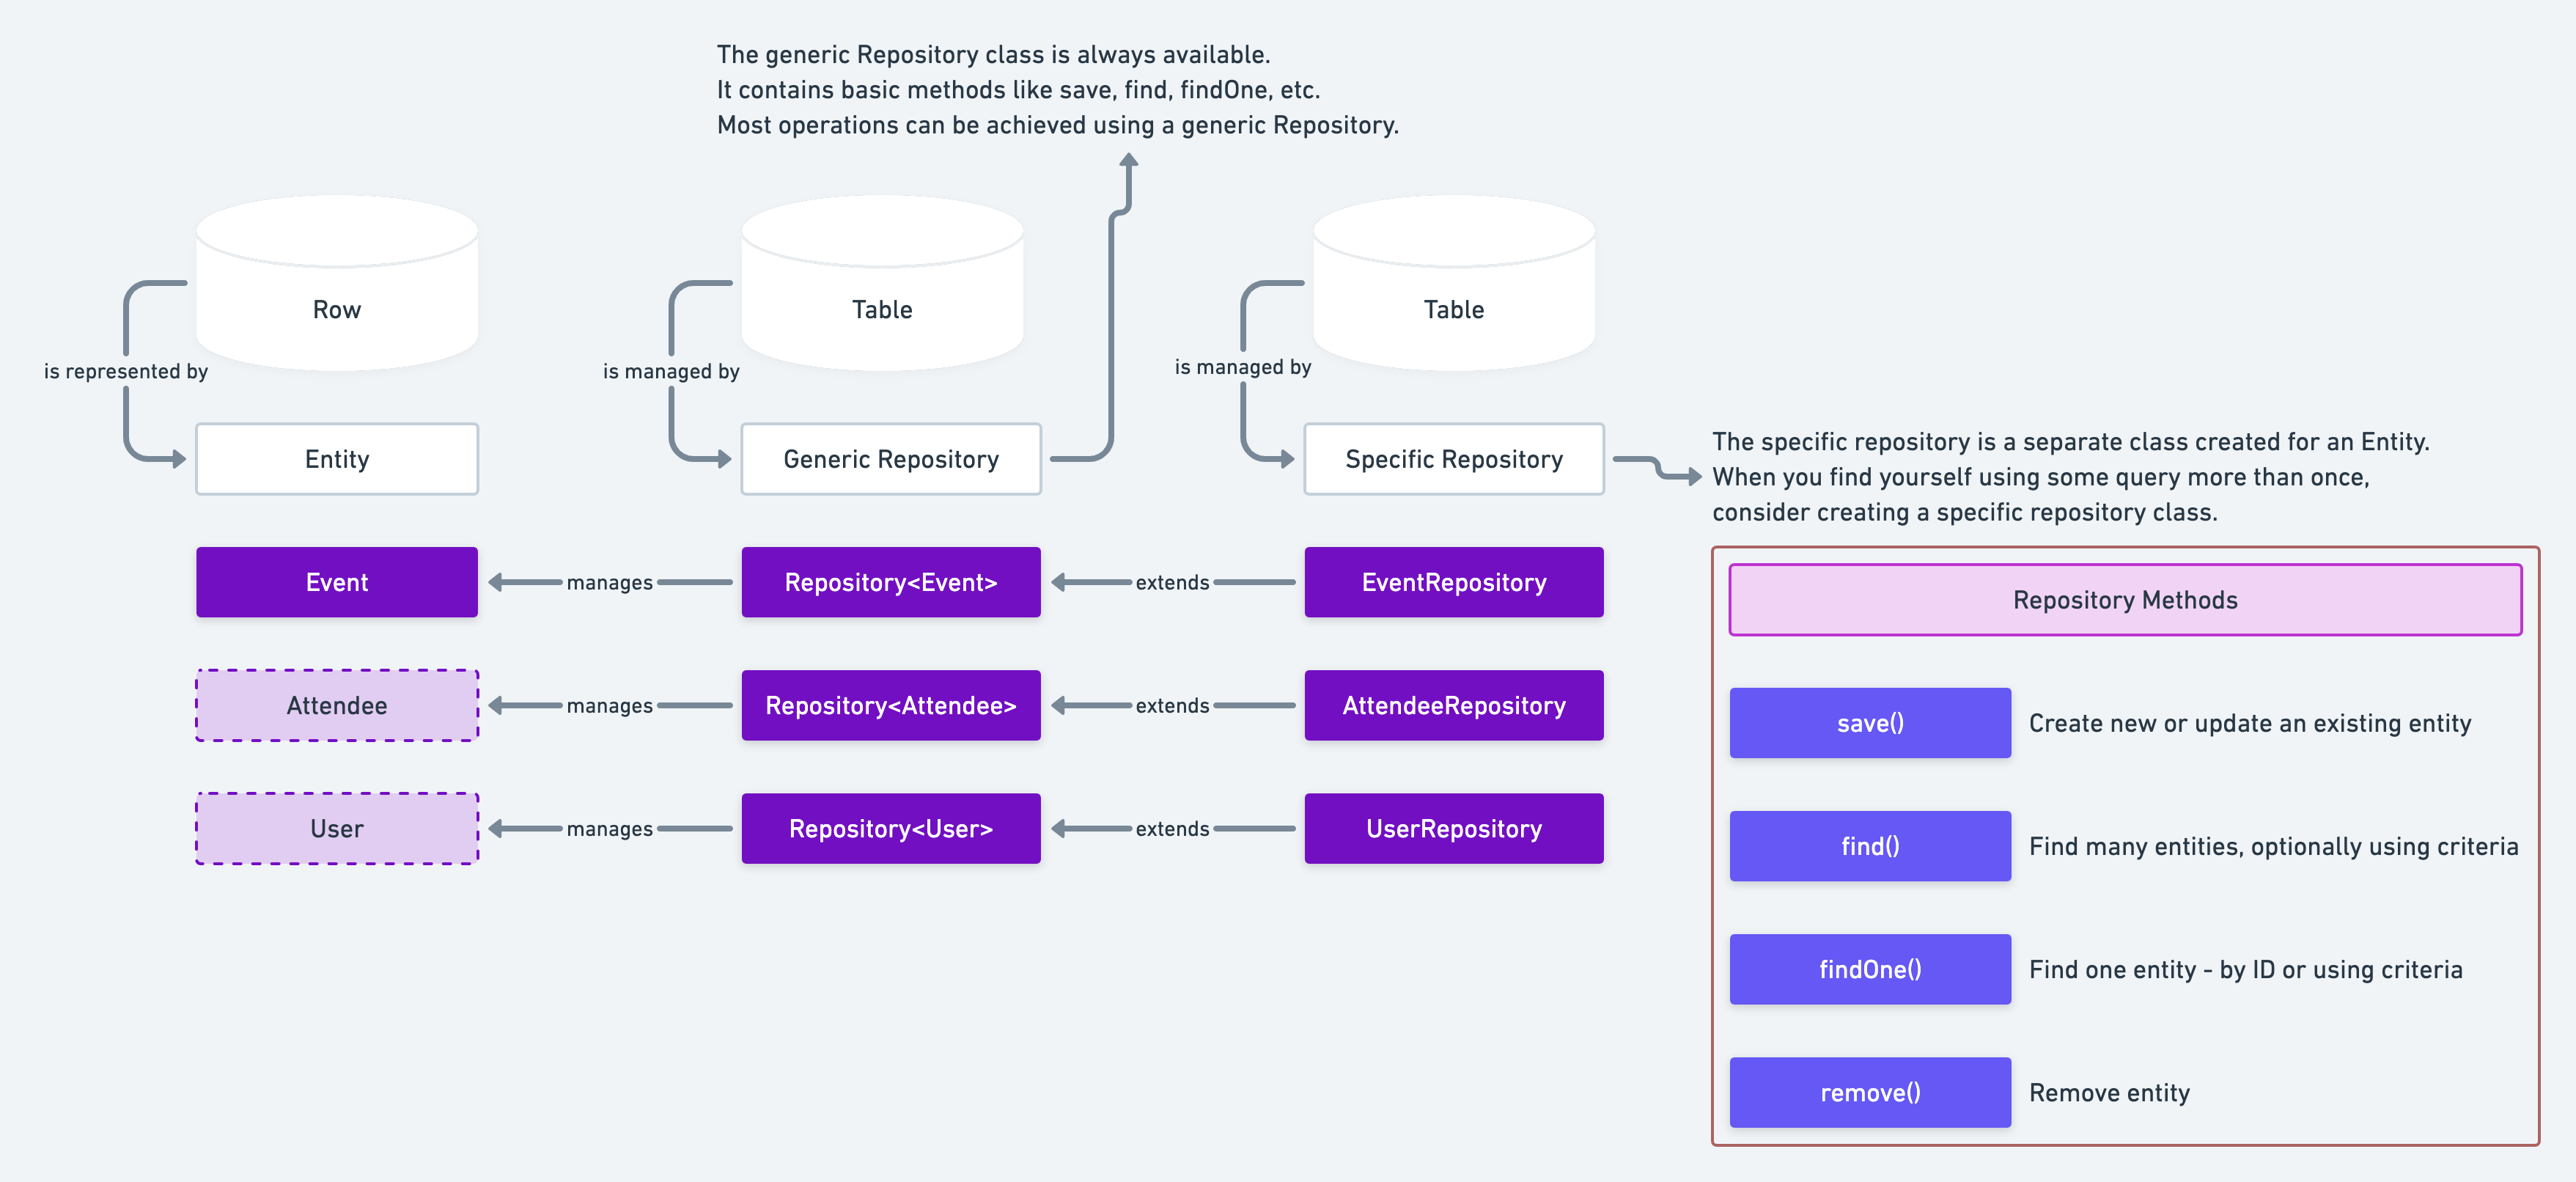 The generic Repository class is always available.
It contains basic methods like save, find, findOne, etc.
Most operations can be achieved using a generic Repository.
Row
Table
Table
is represented by
is managed by
is managed by
Entity
Generic Repository
Specific Repository
The specific repository is a separate class created for an Entity.
When you find yourself using some query more than once,
consider creating a specific repository class.
Event
manages
Repository<Event>
extends
EventRepository
Attendee
manages
Repository<Attendee>
extends
AttendeeRepository
User
manages
Repository<User>
extends
UserRepository
Repository Methods
save()
Create new or update an existing entity
find()
Find many entities, optionally using criteria
findOne()
Find one entity - by ID or using criteria
remove()
Remove entity